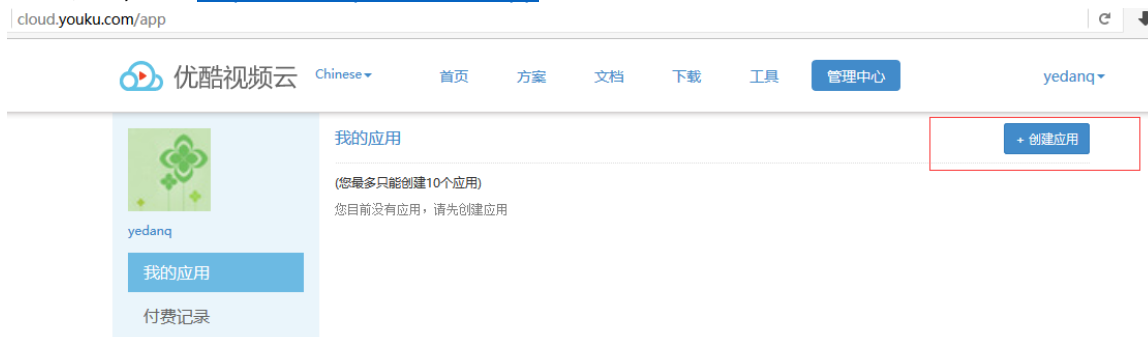 cloud.youku.com/app
优酷视频云 Chinese 首页 方案 文档 下载 工具 管理中心 yedanq
我的应用 + 创建应用
(您最多只能创建10个应用)
您目前没有应用，请先创建应用
yedanq
我的应用
付费记录